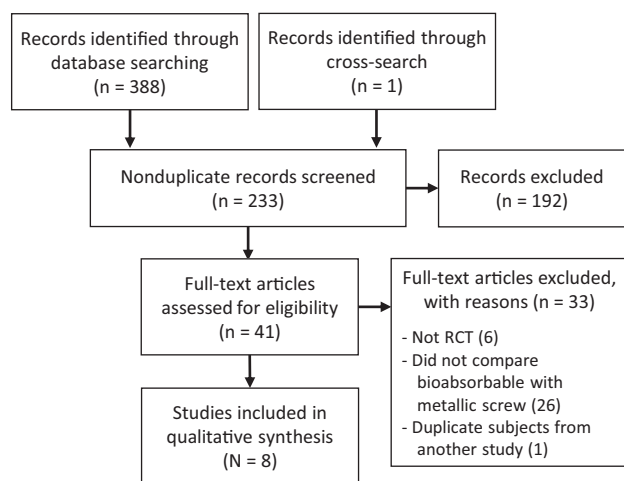 Records identified through
database searching
(n = 388)
Records identified through
cross-search
(n = 1)
Nonduplicate records screened
(n = 233)
Records excluded
(n = 192)
Full-text articles
assessed for eligibility
(n = 41)
Full-text articles excluded,
with reasons (n = 33)
- Not RCT (6)
- Did not compare
bioabsorbable with
metallic screw (26)
- Duplicate subjects from
another study (1)
Studies included in
qualitative synthesis
(N = 8)